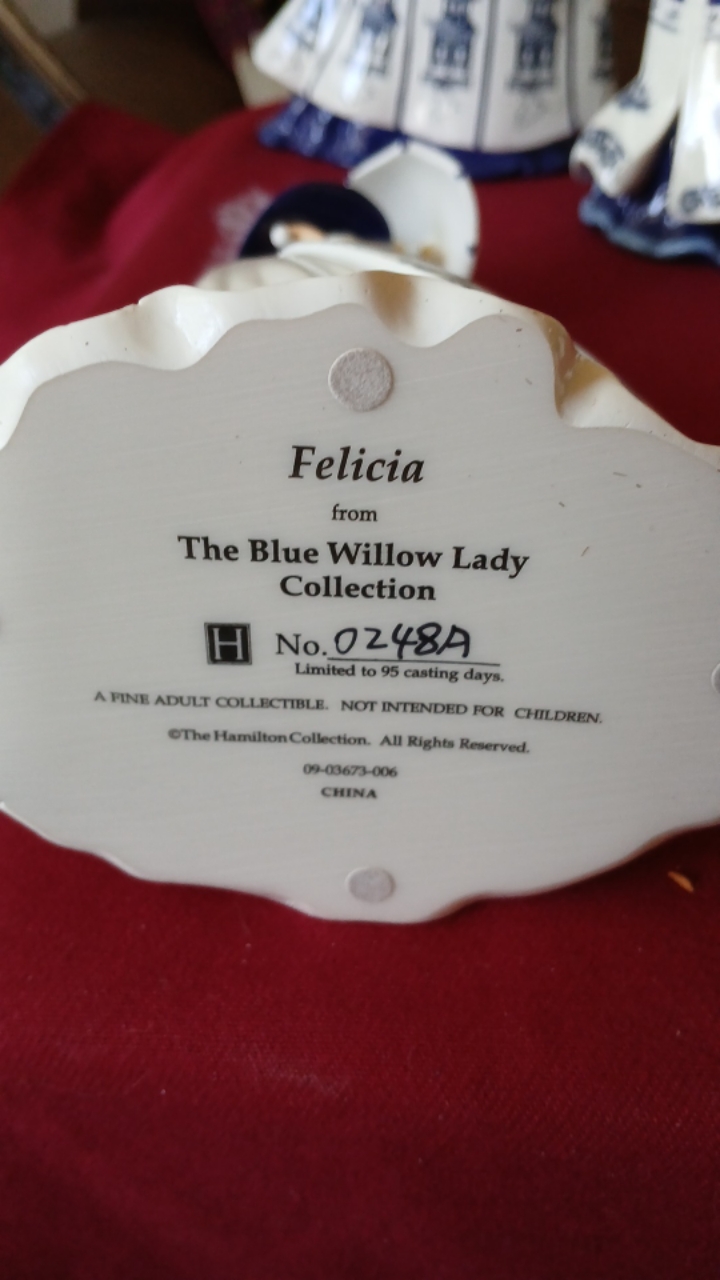 Felicia
from
The Blue Willow Lady
Collection
H No. 0248A
Limited to 95 casting days.
A FINE ADULT COLLECTIBLE. NOT INTENDED FOR CHILDREN.
©The Hamilton Collection. All Rights Reserved.
09-03673-006
CHINA